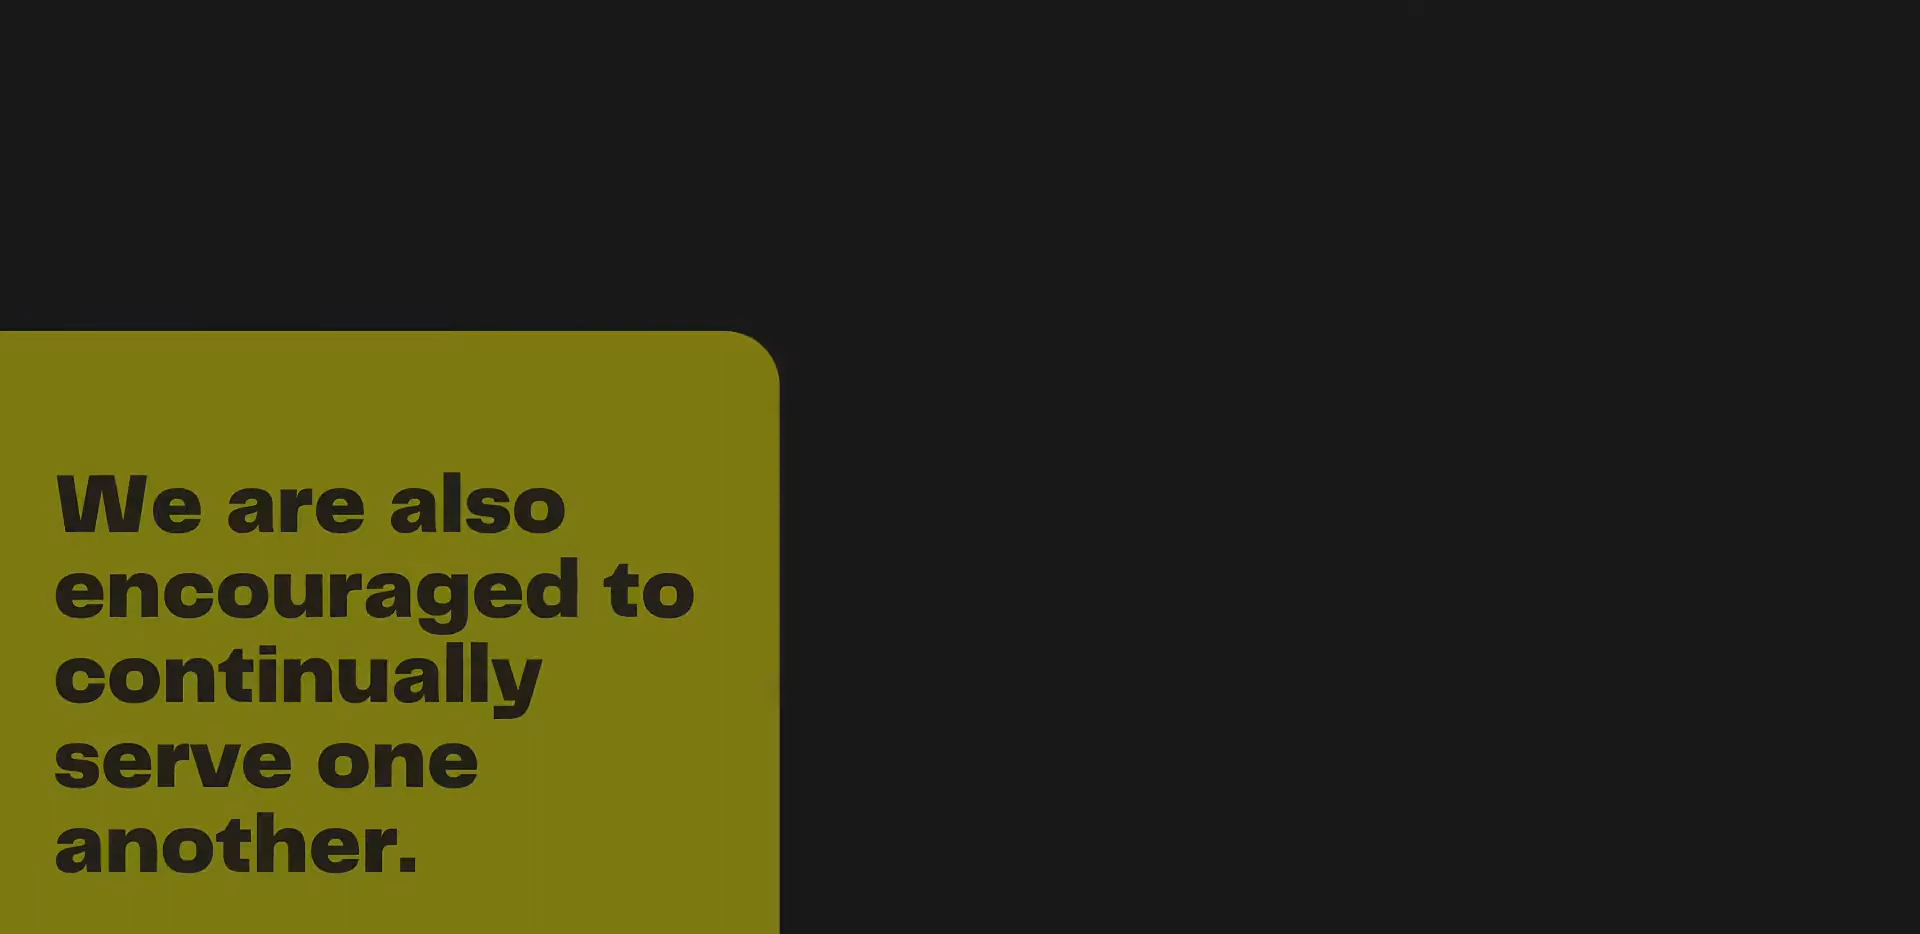 We are also
encouraged to
continually
serve one
another.